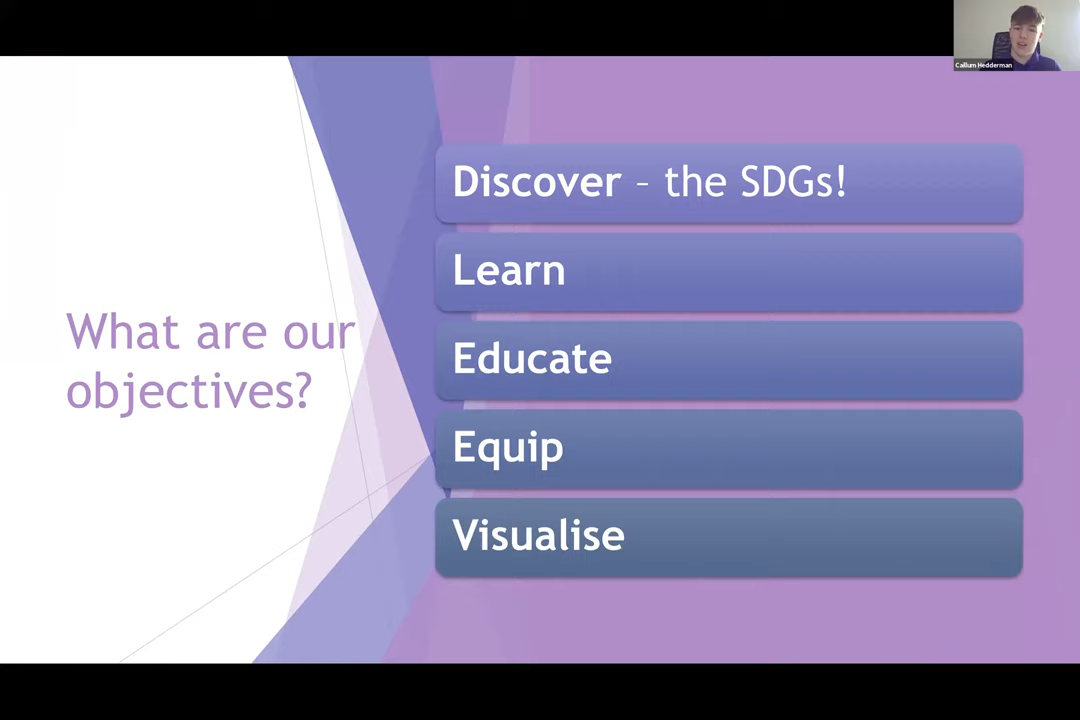 Callum Hedderman
What are our
objectives?
Discover – the SDGs!
Learn
Educate
Equip
Visualise